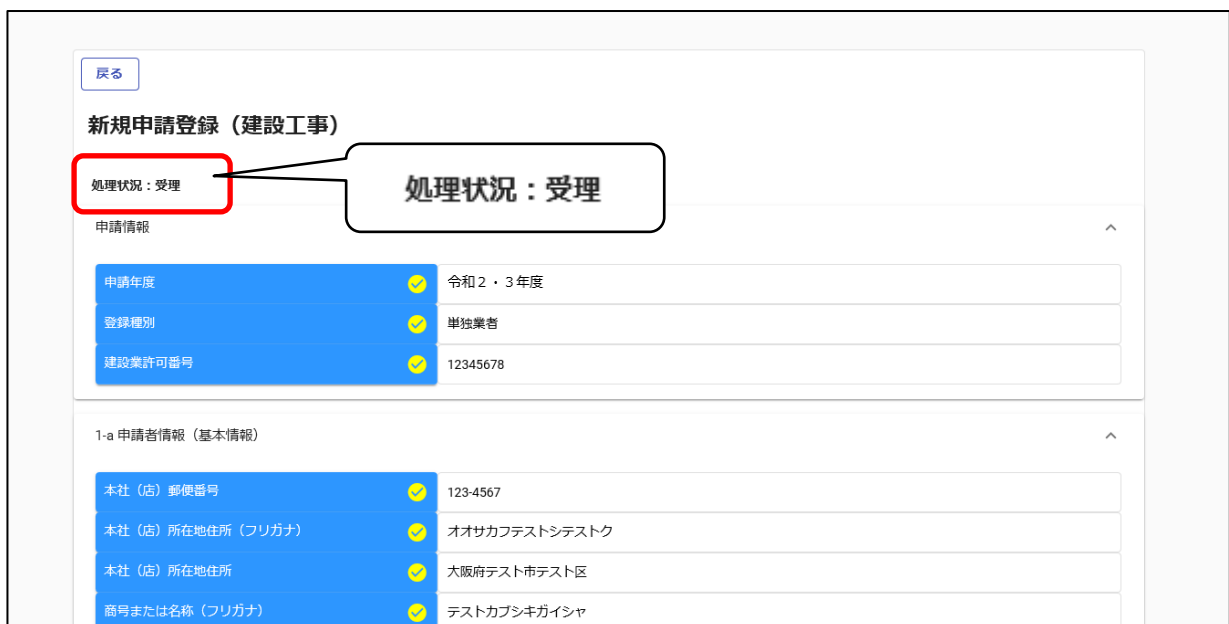 戻る
新規申請登録（建設工事）
処理状況：受理
処理状況：受理
申請情報
申請年度 令和２・３年度
登録種別 単独業者
建設業許可番号 12345678
1-a 申請者情報（基本情報）
本社（店）郵便番号 123-4567
本社（店）所在地住所（フリガナ） オオサカフテストシテストク
本社（店）所在地住所 大阪府テスト市テスト区
商号または名称（フリガナ） テストカブシキガイシャ